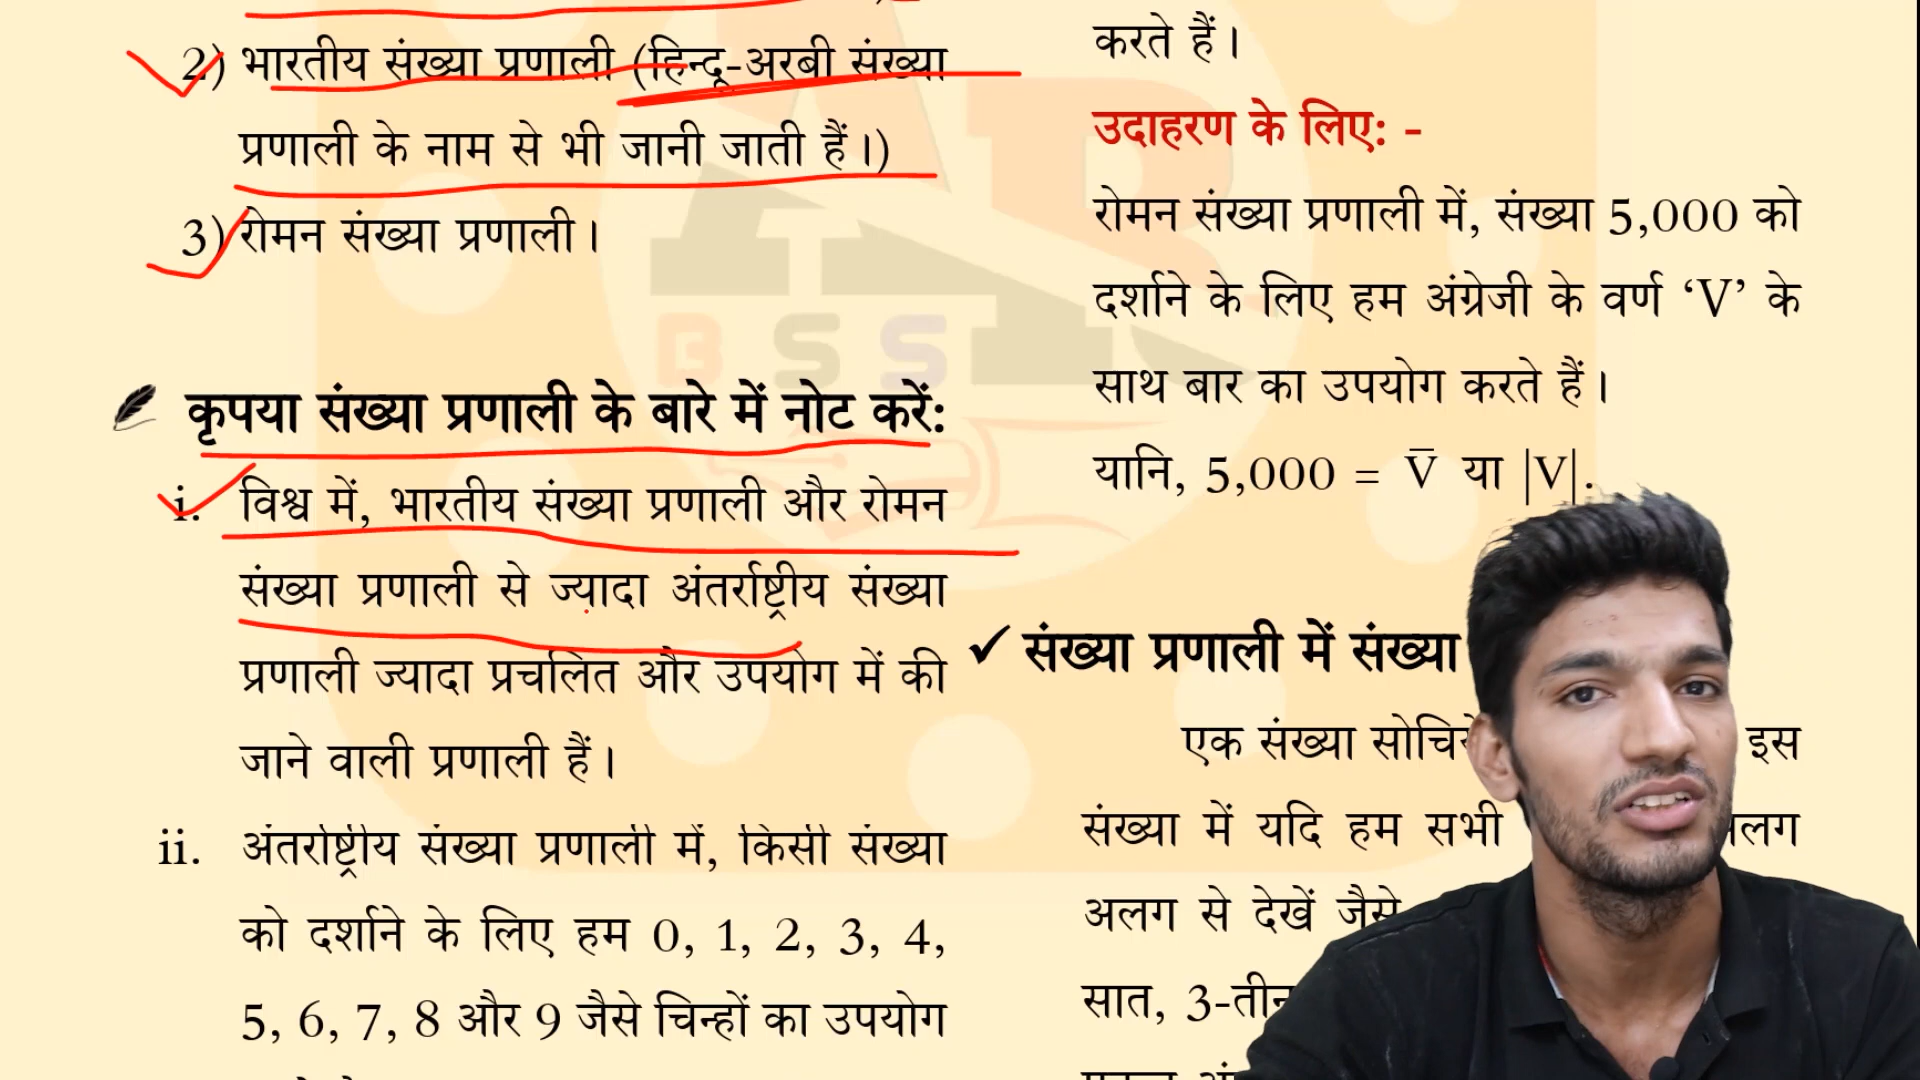 2) भारतीय संख्या प्रणाली (हिन्दू-अरबी संख्या
प्रणाली के नाम से भी जानी जाती हैं।)
3) रोमन संख्या प्रणाली।
BSS
कृपया संख्या प्रणाली के बारे में नोट करें:
i. विश्व में, भारतीय संख्या प्रणाली और रोमन
संख्या प्रणाली से ज्यादा अंतर्राष्ट्रीय संख्या
प्रणाली ज्यादा प्रचलित और उपयोग में की
जाने वाली प्रणाली हैं।
ii. अंतर्राष्ट्रीय संख्या प्रणाली में, किसी संख्या
को दर्शाने के लिए हम 0, 1, 2, 3, 4,
5, 6, 7, 8 और 9 जैसे चिन्हों का उपयोग
करते हैं।
उदाहरण के लिए: -
रोमन संख्या प्रणाली में, संख्या 5,000 को
दर्शाने के लिए हम अंग्रेजी के वर्ण ‘V’ के
साथ बार का उपयोग करते हैं।
यानि, 5,000 = V̄ या |V|.
✓ संख्या प्रणाली में संख्या
एक संख्या सोचिये इस
संख्या में यदि हम सभी
अलग से देखें जैसे
सात, 3-तीन